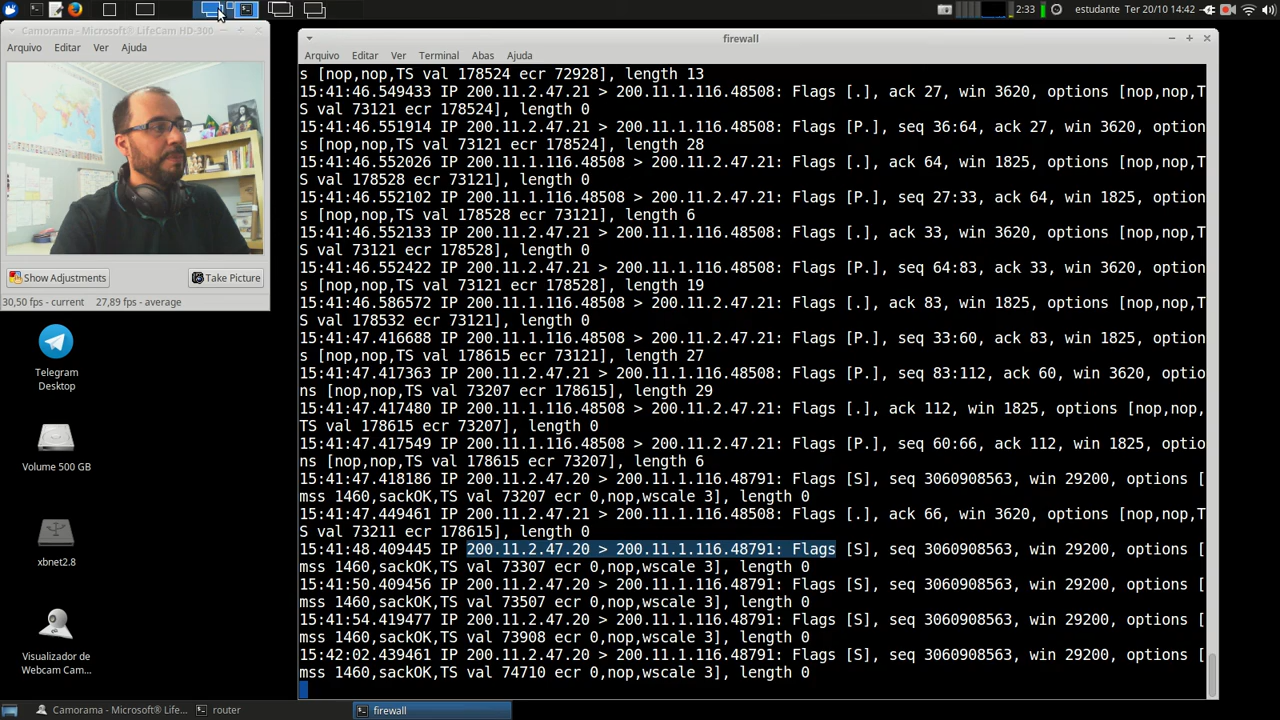 2:33
estudante
Ter 20/10 14:42
Camorama - Microsoft® LifeCam HD-300
Arquivo Editar Ver Ajuda
Show Adjustments
Take Picture
30,50 fps - current 27,89 fps - average
Telegram
Desktop
Volume 500 GB
xbnet2.8
Visualizador de
Webcam Cam...
firewall
Arquivo Editar Ver Terminal Abas Ajuda
s [nop,nop,TS val 178524 ecr 72928], length 13
15:41:46.549433 IP 200.11.2.47.21 > 200.11.1.116.48508: Flags [.], ack 27, win 3620, options [nop,nop,T
S val 73121 ecr 178524], length 0
15:41:46.551914 IP 200.11.2.47.21 > 200.11.1.116.48508: Flags [P.], seq 36:64, ack 27, win 3620, option
s [nop,nop,TS val 73121 ecr 178524], length 28
15:41:46.552026 IP 200.11.1.116.48508 > 200.11.2.47.21: Flags [.], ack 64, win 1825, options [nop,nop,T
S val 178528 ecr 73121], length 0
15:41:46.552102 IP 200.11.1.116.48508 > 200.11.2.47.21: Flags [P.], seq 27:33, ack 64, win 1825, option
s [nop,nop,TS val 178528 ecr 73121], length 6
15:41:46.552133 IP 200.11.2.47.21 > 200.11.1.116.48508: Flags [.], ack 33, win 3620, options [nop,nop,T
S val 73121 ecr 178528], length 0
15:41:46.552422 IP 200.11.2.47.21 > 200.11.1.116.48508: Flags [P.], seq 64:83, ack 33, win 3620, option
s [nop,nop,TS val 73121 ecr 178528], length 19
15:41:46.586572 IP 200.11.1.116.48508 > 200.11.2.47.21: Flags [.], ack 83, win 1825, options [nop,nop,T
S val 178532 ecr 73121], length 0
15:41:47.416688 IP 200.11.1.116.48508 > 200.11.2.47.21: Flags [P.], seq 33:60, ack 83, win 1825, option
s [nop,nop,TS val 178615 ecr 73121], length 27
15:41:47.417363 IP 200.11.2.47.21 > 200.11.1.116.48508: Flags [P.], seq 83:112, ack 60, win 3620, optio
ns [nop,nop,TS val 73207 ecr 178615], length 29
15:41:47.417480 IP 200.11.1.116.48508 > 200.11.2.47.21: Flags [.], ack 112, win 1825, options [nop,nop,
TS val 178615 ecr 73207], length 0
15:41:47.417549 IP 200.11.1.116.48508 > 200.11.2.47.21: Flags [P.], seq 60:66, ack 112, win 1825, optio
ns [nop,nop,TS val 178615 ecr 73207], length 6
15:41:47.418186 IP 200.11.2.47.20 > 200.11.1.116.48791: Flags [S], seq 3060908563, win 29200, options [
mss 1460,sackOK,TS val 73207 ecr 0,nop,wscale 3], length 0
15:41:47.449461 IP 200.11.2.47.21 > 200.11.1.116.48508: Flags [.], ack 66, win 3620, options [nop,nop,T
S val 73211 ecr 178615], length 0
15:41:48.409445 IP 200.11.2.47.20 > 200.11.1.116.48791: Flags [S], seq 3060908563, win 29200, options [
mss 1460,sackOK,TS val 73307 ecr 0,nop,wscale 3], length 0
15:41:50.409456 IP 200.11.2.47.20 > 200.11.1.116.48791: Flags [S], seq 3060908563, win 29200, options [
mss 1460,sackOK,TS val 73507 ecr 0,nop,wscale 3], length 0
15:41:54.419477 IP 200.11.2.47.20 > 200.11.1.116.48791: Flags [S], seq 3060908563, win 29200, options [
mss 1460,sackOK,TS val 73908 ecr 0,nop,wscale 3], length 0
15:42:02.439461 IP 200.11.2.47.20 > 200.11.1.116.48791: Flags [S], seq 3060908563, win 29200, options [
mss 1460,sackOK,TS val 74710 ecr 0,nop,wscale 3], length 0
Camorama - Microsoft® Life...
router
firewall